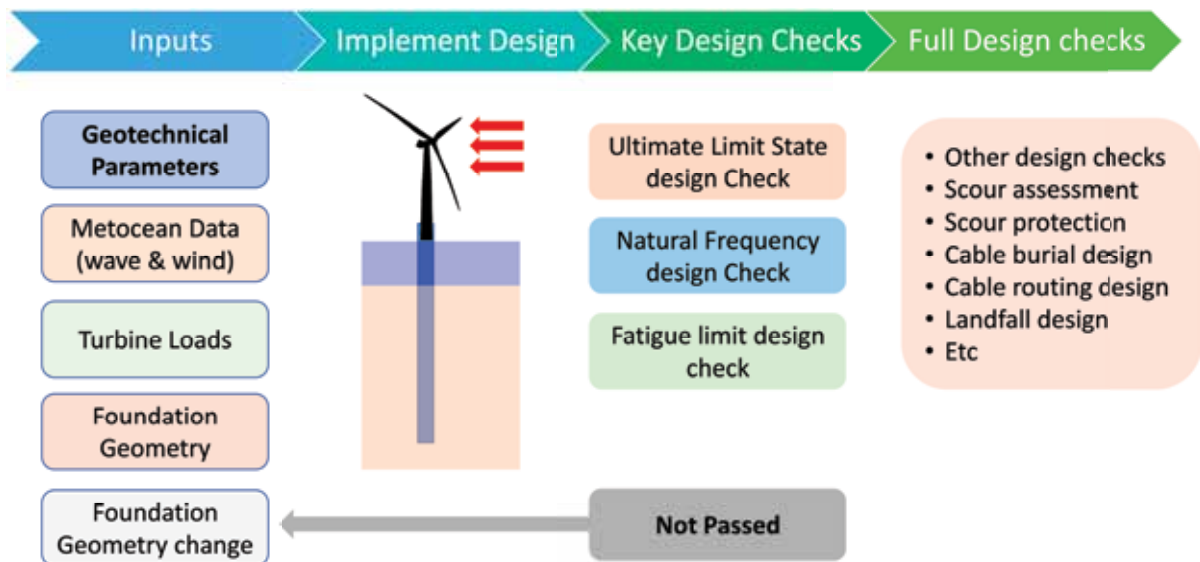 Inputs
Implement Design
Key Design Checks
Full Design checks
Geotechnical
Parameters
Metocean Data
(wave & wind)
Turbine Loads
Foundation
Geometry
Foundation
Geometry change
Ultimate Limit State
design Check
Natural Frequency
design Check
Fatigue limit design
check
Not Passed
• Other design checks
• Scour assessment
• Scour protection
• Cable burial design
• Cable routing design
• Landfall design
• Etc